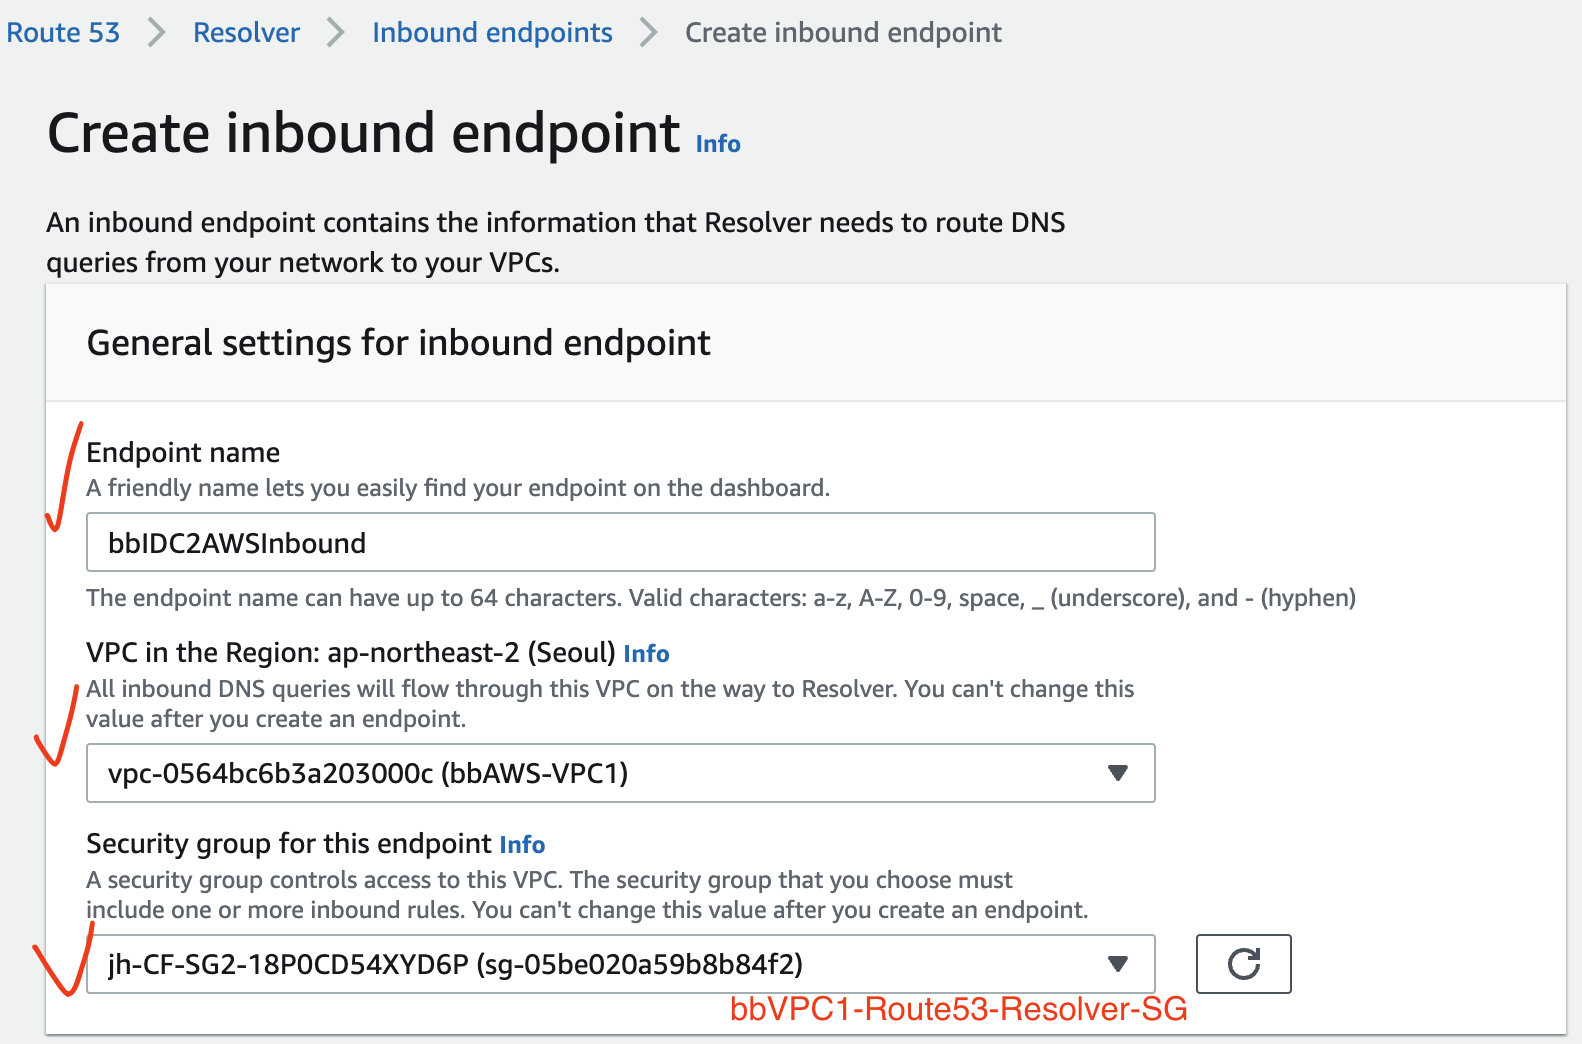 Route 53 > Resolver > Inbound endpoints > Create inbound endpoint
Create inbound endpoint Info
An inbound endpoint contains the information that Resolver needs to route DNS
queries from your network to your VPCs.
General settings for inbound endpoint
Endpoint name
A friendly name lets you easily find your endpoint on the dashboard.
bbIDC2AWSInbound
The endpoint name can have up to 64 characters. Valid characters: a-z, A-Z, 0-9, space, _ (underscore), and - (hyphen)
VPC in the Region: ap-northeast-2 (Seoul) Info
All inbound DNS queries will flow through this VPC on the way to Resolver. You can't change this
value after you create an endpoint.
vpc-0564bc6b3a203000c (bbAWS-VPC1)
Security group for this endpoint Info
A security group controls access to this VPC. The security group that you choose must
include one or more inbound rules. You can't change this value after you create an endpoint.
jh-CF-SG2-18P0CD54XYD6P (sg-05be020a59b8b84f2)
bbVPC1-Route53-Resolver-SG